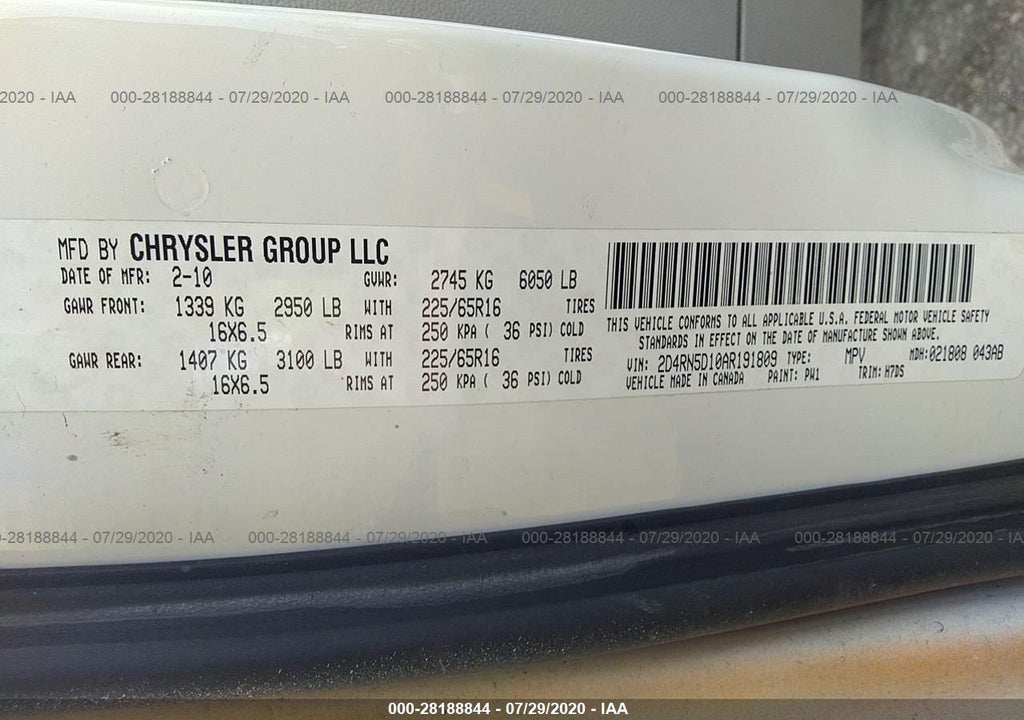 2020 - IAA 000-28188844 - 07/29/2020 - IAA 000-28188844 - 07/29/2020 - IAA 000-28188844 - 07/29/2020 - IAA
MFD BY CHRYSLER GROUP LLC
DATE OF MFR: 2-10 GVWR: 2745 KG 6050 LB
GAWR FRONT: 1339 KG 2950 LB WITH 225/65R16 TIRES
16X6.5 RIMS AT 250 KPA ( 36 PSI) COLD
GAWR REAR: 1407 KG 3100 LB WITH 225/65R16 TIRES
16X6.5 RIMS AT 250 KPA ( 36 PSI) COLD
THIS VEHICLE CONFORMS TO ALL APPLICABLE U.S.A. FEDERAL MOTOR VEHICLE SAFETY
STANDARDS IN EFFECT ON THE DATE OF MANUFACTURE SHOWN ABOVE.
VIN: 2D4RN5D10AR191809 TYPE: MPV MDH:021808 043AB
VEHICLE MADE IN CANADA PAINT: PW1 TRIM: H7DS
000-28188844 - 07/29/2020 - IAA 000-28188844 - 07/29/2020 - IAA 000-28188844 - 07/29/2020 - IAA 000-28188844 - 07/29/2020 - IA
000-28188844 - 07/29/2020 - IAA